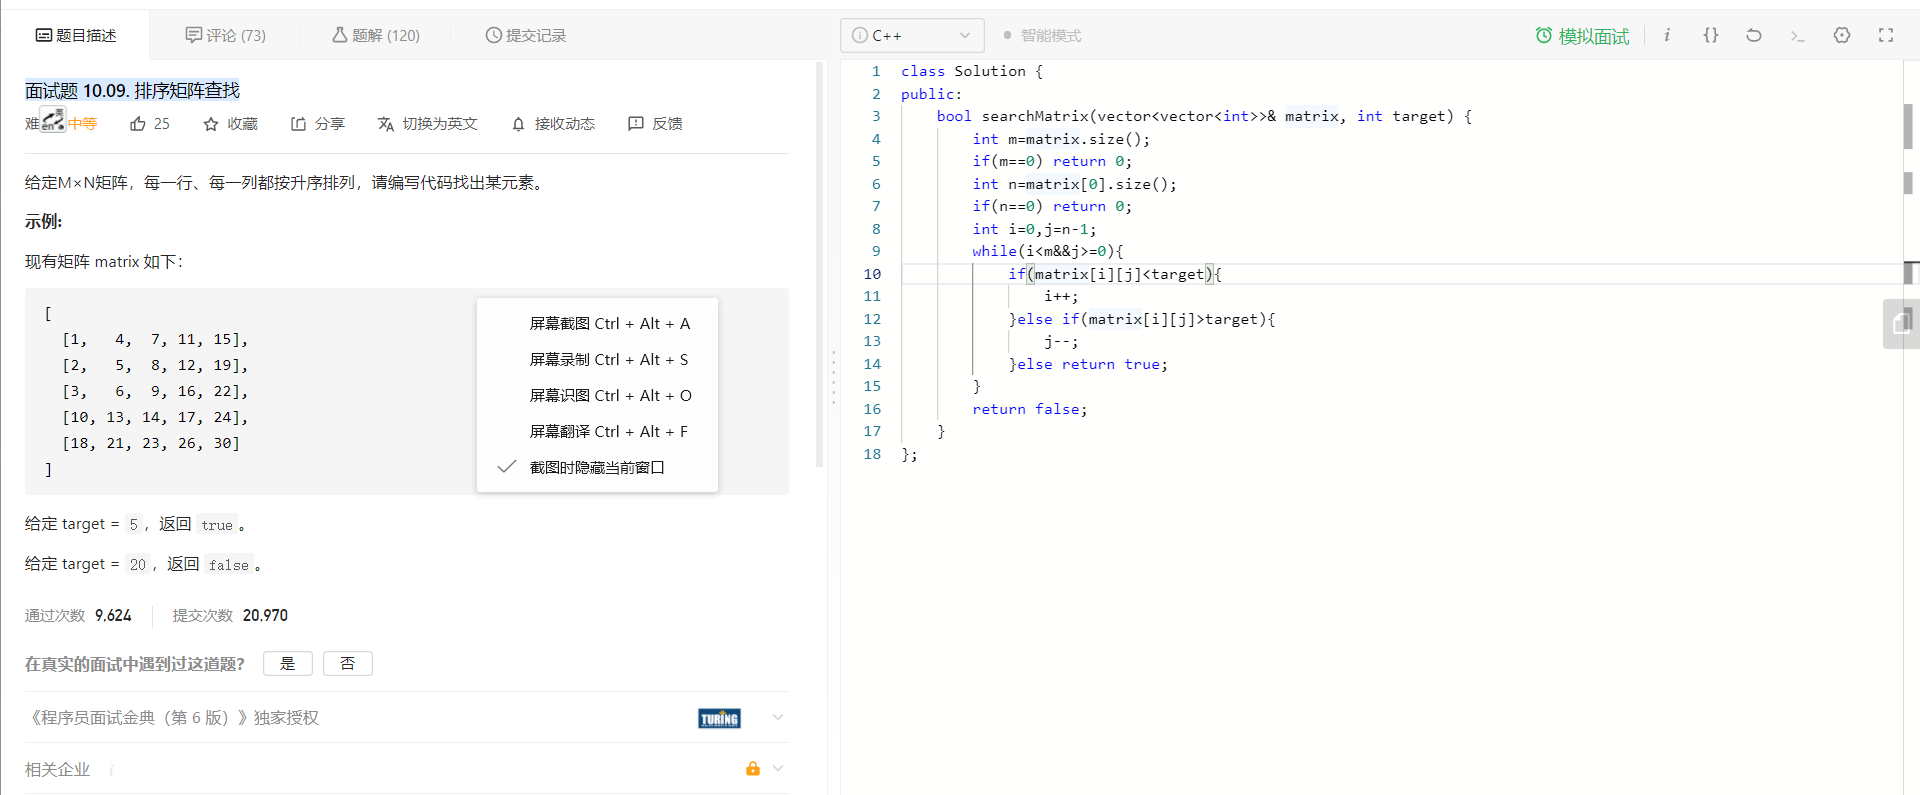 题目描述
评论 (73)
题解 (120)
提交记录
面试题 10.09. 排序矩阵查找
难 中等
25
收藏
分享
切换为英文
接收动态
反馈
给定M×N矩阵，每一行、每一列都按升序排列，请编写代码找出某元素。
示例:
现有矩阵 matrix 如下：
[
[1,   4,  7, 11, 15],
[2,   5,  8, 12, 19],
[3,   6,  9, 16, 22],
[10, 13, 14, 17, 24],
[18, 21, 23, 26, 30]
]
屏幕截图 Ctrl + Alt + A
屏幕录制 Ctrl + Alt + S
屏幕识图 Ctrl + Alt + O
屏幕翻译 Ctrl + Alt + F
截图时隐藏当前窗口
给定 target = 5，返回 true。
给定 target = 20，返回 false。
通过次数 9,624
提交次数 20,970
在真实的面试中遇到过这道题？ 是 否
《程序员面试金典（第 6 版）》独家授权
TURING
相关企业 i
C++
智能模式
模拟面试
1 class Solution {
2 public:
3     bool searchMatrix(vector<vector<int>>& matrix, int target) {
4         int m=matrix.size();
5         if(m==0) return 0;
6         int n=matrix[0].size();
7         if(n==0) return 0;
8         int i=0,j=n-1;
9         while(i<m&&j>=0){
10             if(matrix[i][j]<target){
11                 i++;
12             }else if(matrix[i][j]>target){
13                 j--;
14             }else return true;
15         }
16         return false;
17     }
18 };